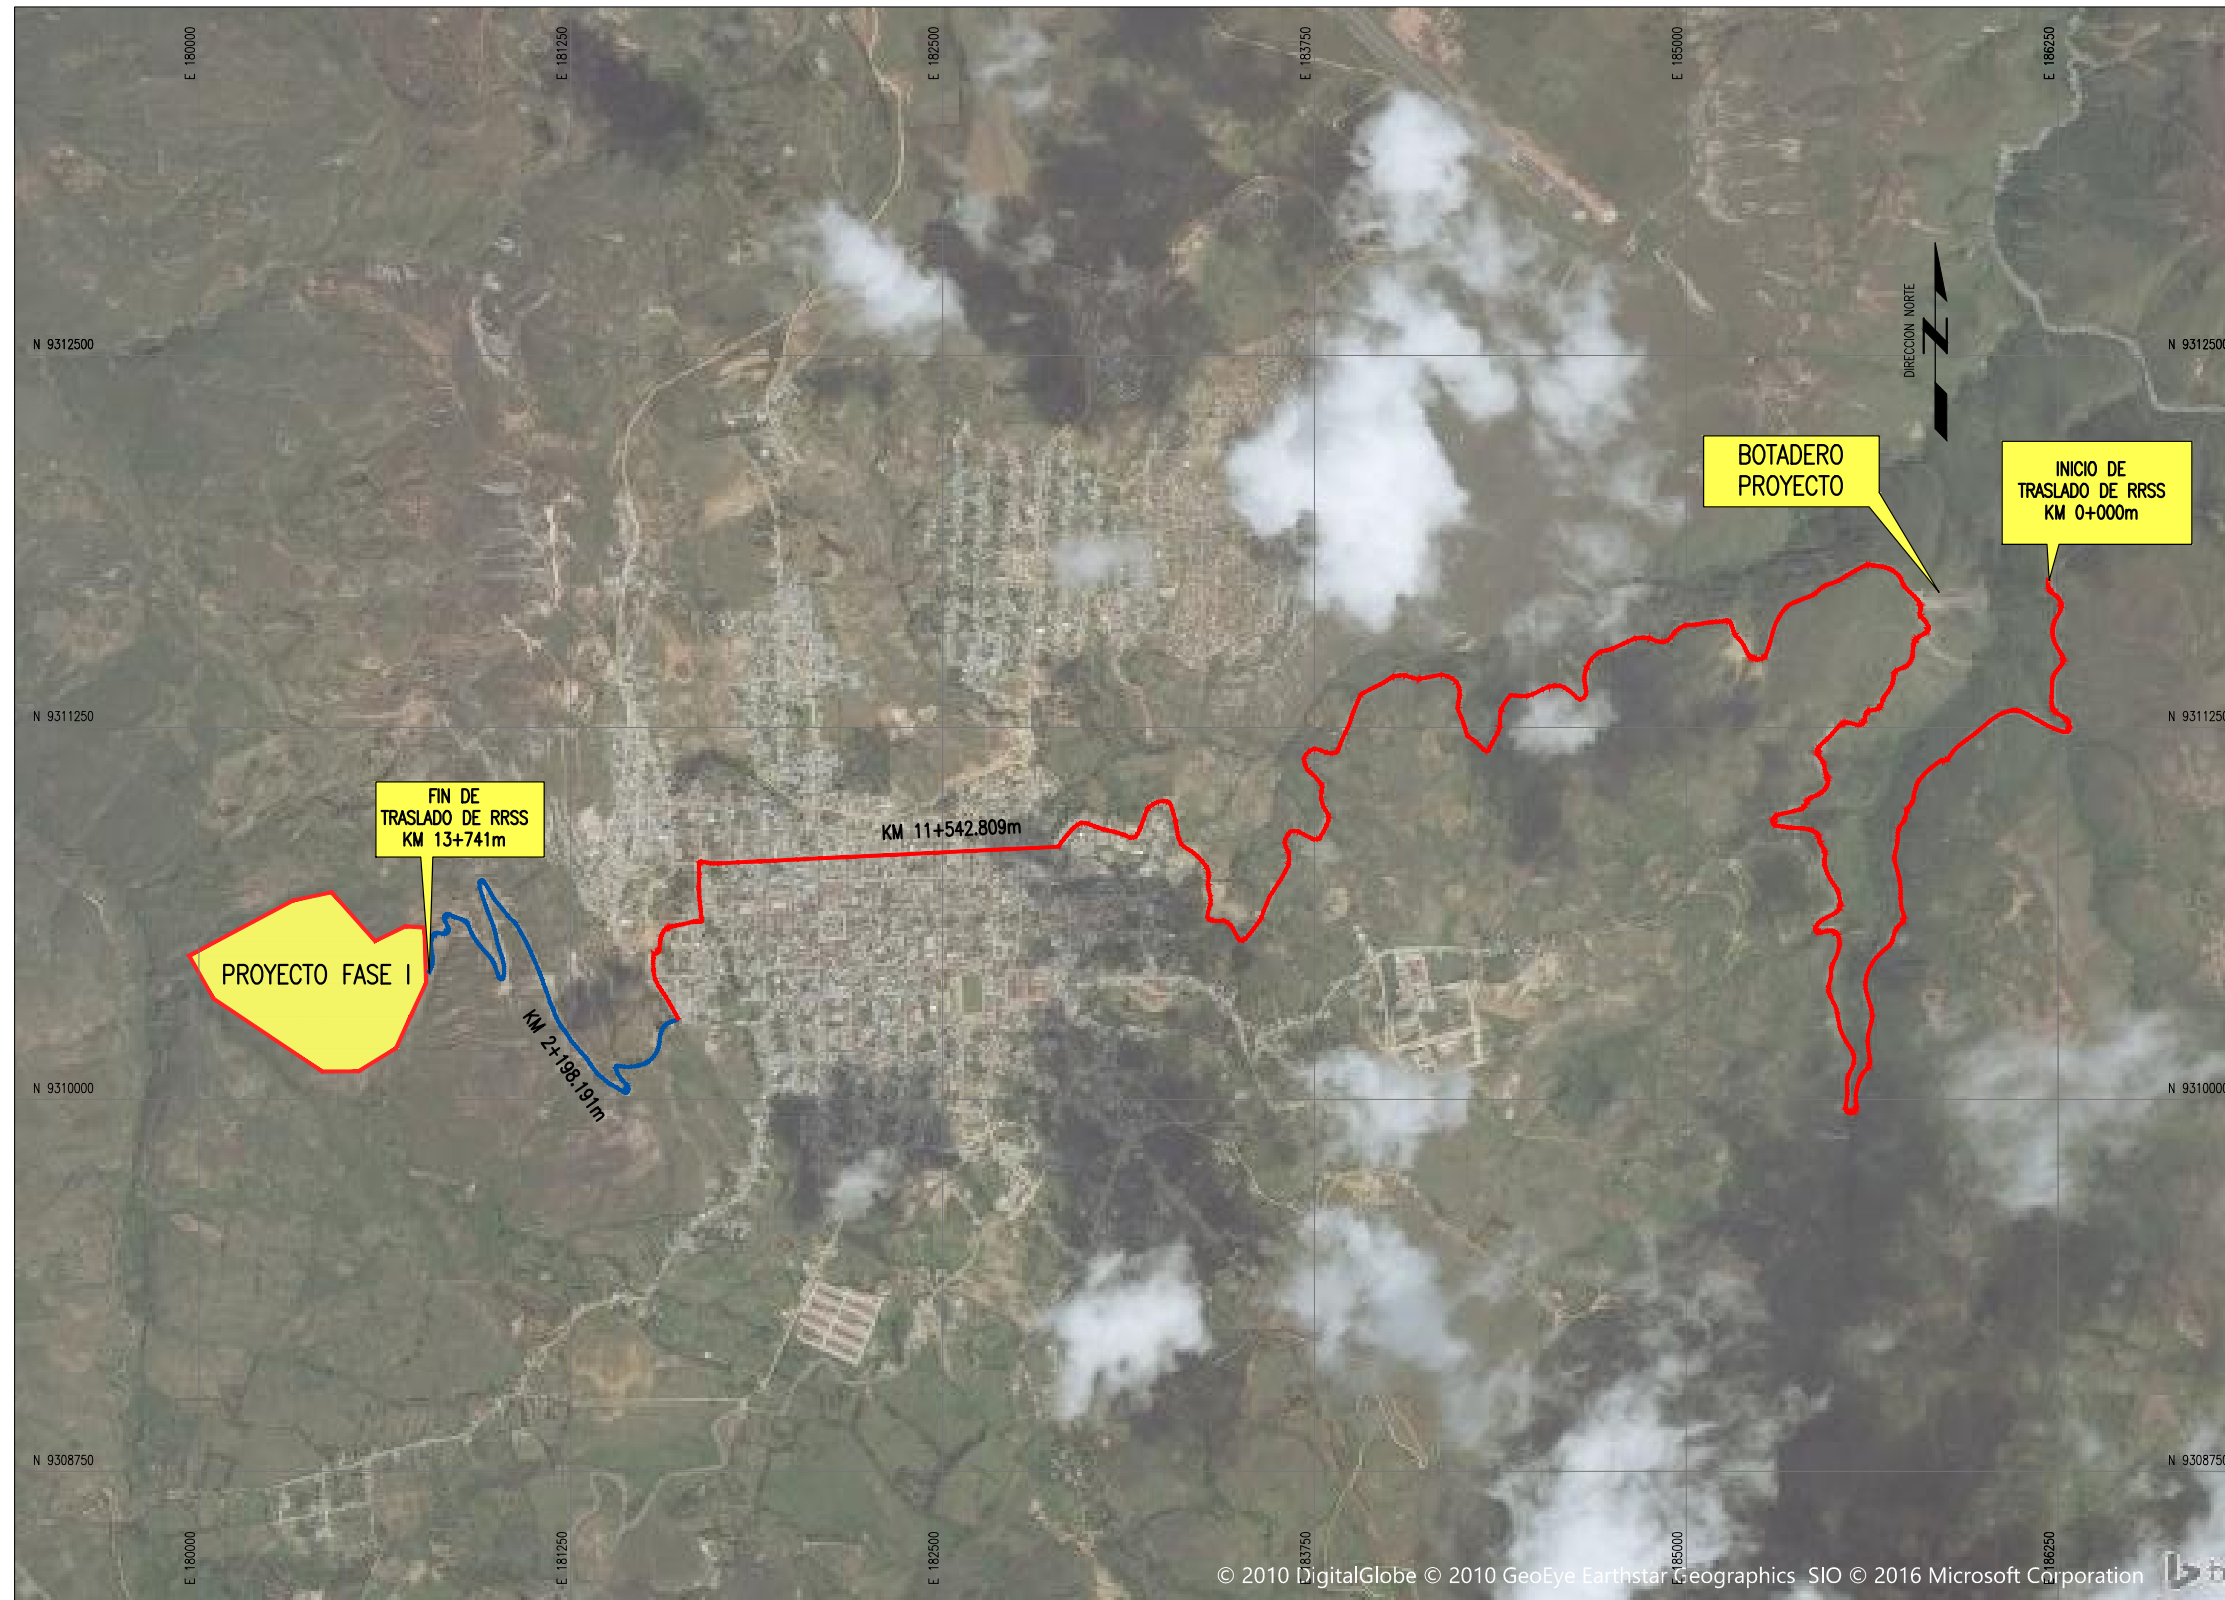 E 180000
E 181250
E 182500
E 183750
E 185000
E 186250
N 9312500
N 9312500
DIRECCION NORTE
N
BOTADERO
PROYECTO
INICIO DE
TRASLADO DE RRSS
KM 0+000m
N 9311250
N 9311250
FIN DE
TRASLADO DE RRSS
KM 13+741m
KM 11+542.809m
PROYECTO FASE I
KM 2+198.191m
N 9310000
N 9310000
N 9308750
N 9308750
E 180000
E 181250
E 182500
E 183750
E 185000
E 186250
© 2010 DigitalGlobe © 2010 GeoEye Earthstar Geographics SIO © 2016 Microsoft Corporation